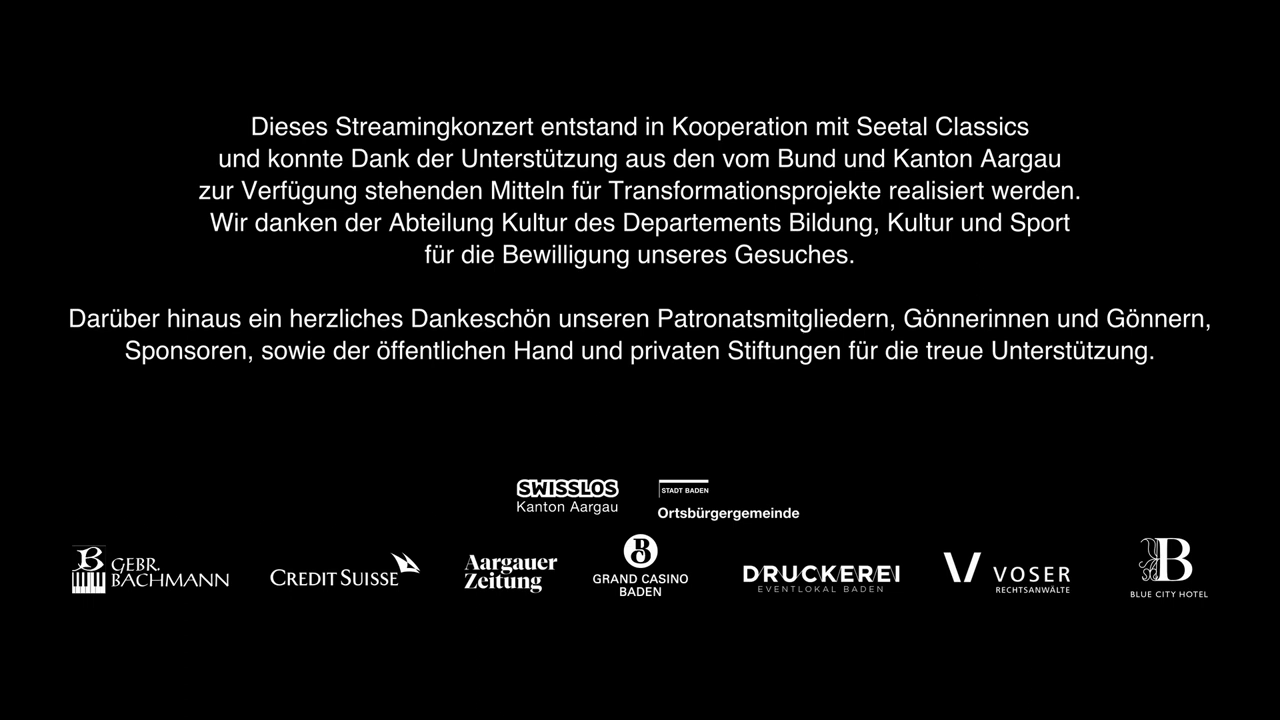 Dieses Streamingkonzert entstand in Kooperation mit Seetal Classics
und konnte Dank der Unterstützung aus den vom Bund und Kanton Aargau
zur Verfügung stehenden Mitteln für Transformationsprojekte realisiert werden.
Wir danken der Abteilung Kultur des Departements Bildung, Kultur und Sport
für die Bewilligung unseres Gesuches.
Darüber hinaus ein herzliches Dankeschön unseren Patronatsmitgliedern, Gönnerinnen und Gönnern,
Sponsoren, sowie der öffentlichen Hand und privaten Stiftungen für die treue Unterstützung.
SWISSLOS
Kanton Aargau
STADT BADEN
Ortsbürgergemeinde
B
GEBR.
BACHMANN
CREDIT SUISSE
Aargauer
Zeitung
B
GRAND CASINO
BADEN
DRUCKEREI
EVENTLOKAL BADEN
VOSER
RECHTSANWÄLTE
B
BLUE CITY HOTEL